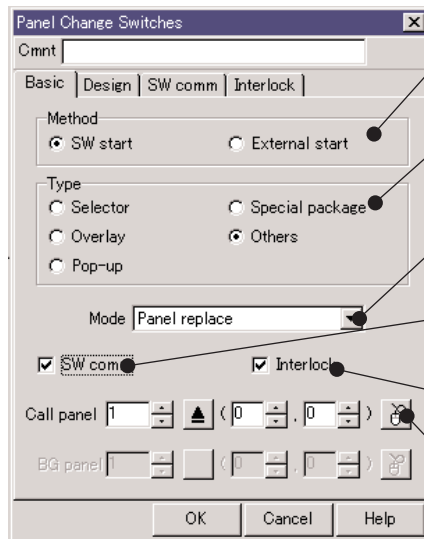 Panel Change Switches
Cmnt
Basic Design SW comm Interlock
Method
SW start External start
Type
Selector Special package
Overlay Others
Pop-up
Mode Panel replace
SW com Interlock
Call panel 1 ( 0 , 0 )
BG panel 1 ( 0 , 0 )
OK Cancel Help